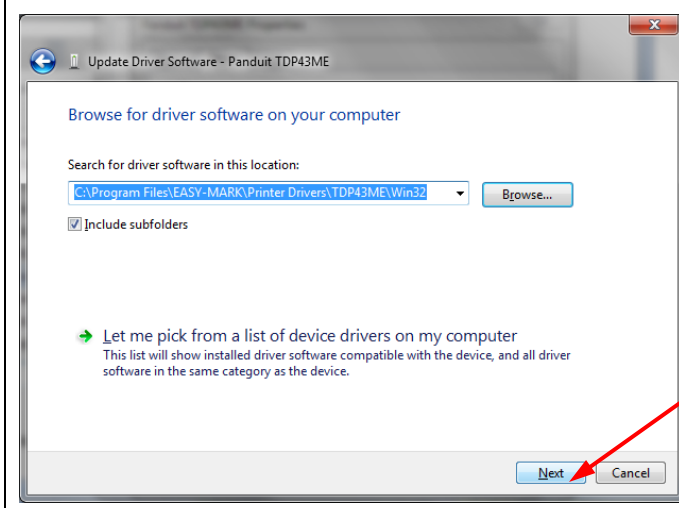 Update Driver Software - Panduit TDP43ME
Browse for driver software on your computer
Search for driver software in this location:
C:\Program Files\EASY-MARK\Printer Drivers\TDP43ME\Win32
Browse...
Include subfolders
Let me pick from a list of device drivers on my computer
This list will show installed driver software compatible with the device, and all driver
software in the same category as the device.
Next
Cancel